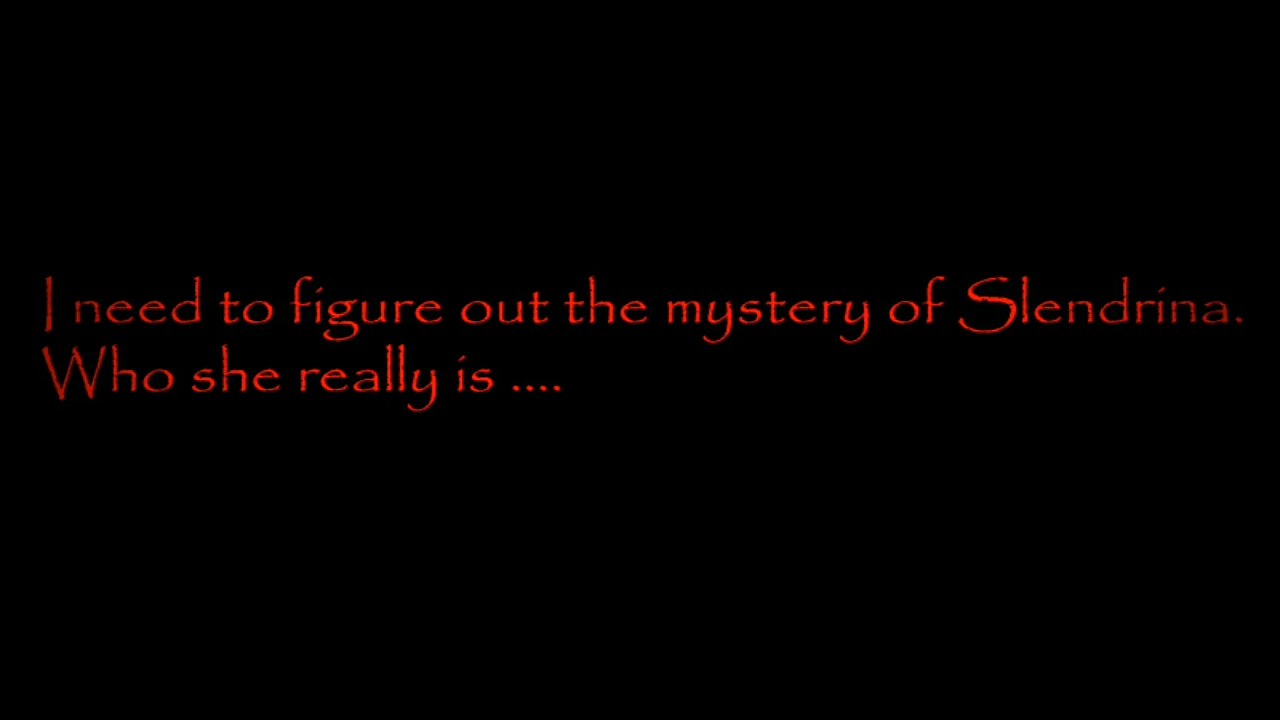 I need to figure out the mystery of Slendrina.
Who she really is ....